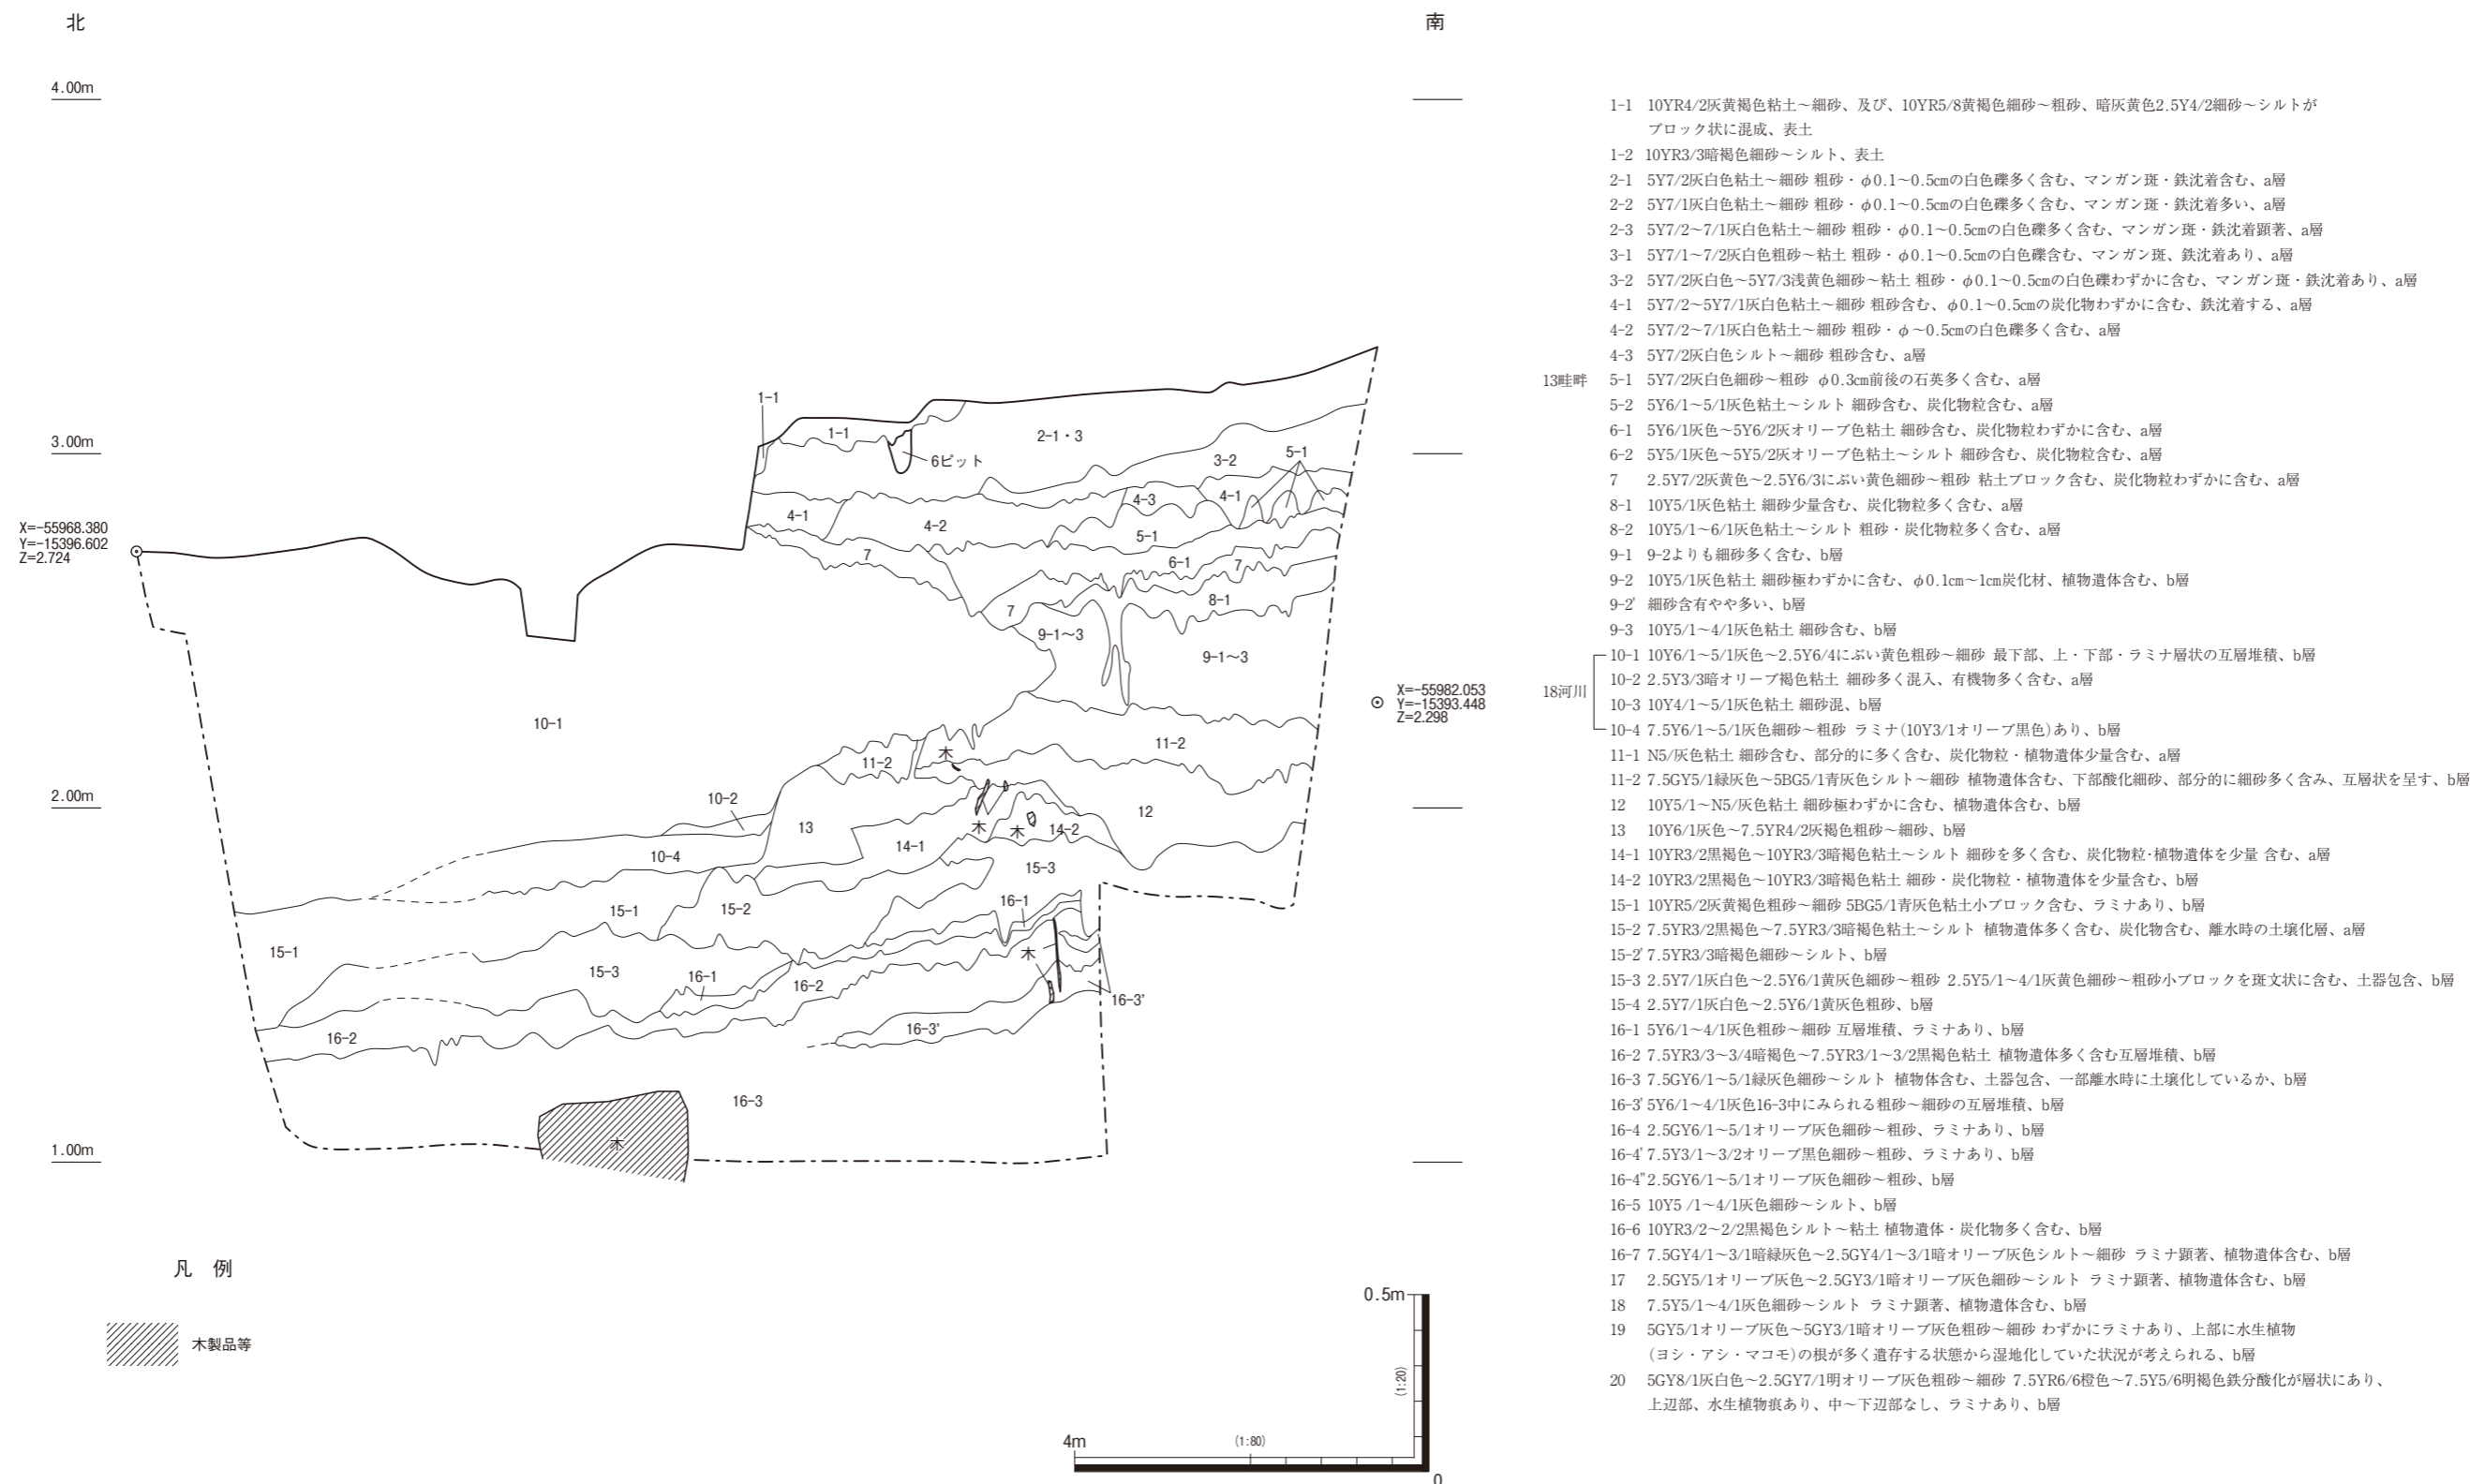 北
南
4.00m
3.00m
2.00m
1.00m
X=-55968.380
Y=-15396.602
Z=2.724
X=-55982.053
Y=-15393.448
Z=2.298
1-1
1-1
6ピット
2-1・3
3-2
5-1
4-3
4-1
4-1
4-2
5-1
7
6-1
7
7
8-1
9-1～3
9-1～3
10-1
11-2
木
11-2
10-2
13
12
木
木
14-2
14-1
10-4
15-3
16-1
15-1
15-2
木
15-1
15-3
16-1
16-2
16-3'
16-3'
16-2
16-3
木
凡 例
木製品等
0.5m
(1:20)
4m
(1:80)
0
1-1 10YR4/2灰黄褐色粘土～細砂、及び、10YR5/8黄褐色細砂～粗砂、暗灰黄色2.5Y4/2細砂～シルトが
ブロック状に混成、表土
1-2 10YR3/3暗褐色細砂～シルト、表土
2-1 5Y7/2灰白色粘土～細砂 粗砂・φ0.1～0.5cmの白色礫多く含む、マンガン斑・鉄沈着含む、a層
2-2 5Y7/1灰白色粘土～細砂 粗砂・φ0.1～0.5cmの白色礫多く含む、マンガン斑・鉄沈着多い、a層
2-3 5Y7/2～7/1灰白色粘土～細砂 粗砂・φ0.1～0.5cmの白色礫多く含む、マンガン斑・鉄沈着顕著、a層
3-1 5Y7/1～7/2灰白色粗砂～粘土 粗砂・φ0.1～0.5cmの白色礫含む、マンガン斑、鉄沈着あり、a層
3-2 5Y7/2灰白色～5Y7/3浅黄色細砂～粘土 粗砂・φ0.1～0.5cmの白色礫わずかに含む、マンガン斑・鉄沈着あり、a層
4-1 5Y7/2～5Y7/1灰白色粘土～細砂 粗砂含む、φ0.1～0.5cmの炭化物わずかに含む、鉄沈着する、a層
4-2 5Y7/2～7/1灰白色粘土～細砂 粗砂・φ～0.5cmの白色礫多く含む、a層
4-3 5Y7/2灰白色シルト～細砂 粗砂含む、a層
13畦畔 5-1 5Y7/2灰白色細砂～粗砂 φ0.3cm前後の石英多く含む、a層
5-2 5Y6/1～5/1灰色粘土～シルト 細砂含む、炭化物粒含む、a層
6-1 5Y6/1灰色～5Y6/2灰オリーブ色粘土 細砂含む、炭化物粒わずかに含む、a層
6-2 5Y5/1灰色～5Y5/2灰オリーブ色粘土～シルト 細砂含む、炭化物粒含む、a層
7 2.5Y7/2灰黄色～2.5Y6/3にぶい黄色細砂～粗砂 粘土ブロック含む、炭化物粒わずかに含む、a層
8-1 10Y5/1灰色粘土 細砂少量含む、炭化物粒多く含む、a層
8-2 10Y5/1～6/1灰色粘土～シルト 粗砂・炭化物粒多く含む、a層
9-1 9-2よりも細砂多く含む、b層
9-2 10Y5/1灰色粘土 細砂極わずかに含む、φ0.1cm～1cm炭化材、植物遺体含む、b層
9-2' 細砂含有やや多い、b層
9-3 10Y5/1～4/1灰色粘土 細砂含む、b層
10-1 10Y6/1～5/1灰色～2.5Y6/4にぶい黄色粗砂～細砂 最下部、上・下部・ラミナ層状の互層堆積、b層
18河川 10-2 2.5Y3/3暗オリーブ褐色粘土 細砂多く混入、有機物多く含む、a層
10-3 10Y4/1～5/1灰色粘土 細砂混、b層
10-4 7.5Y6/1～5/1灰色細砂～粗砂 ラミナ(10Y3/1オリーブ黒色)あり、b層
11-1 N5/灰色粘土 細砂含む、部分的に多く含む、炭化物粒・植物遺体少量含む、a層
11-2 7.5GY5/1緑灰色～5BG5/1青灰色シルト～細砂 植物遺体含む、下部酸化細砂、部分的に細砂多く含み、互層状を呈す、b層
12 10Y5/1～N5/灰色粘土 細砂極わずかに含む、植物遺体含む、b層
13 10Y6/1灰色～7.5YR4/2灰褐色粗砂～細砂、b層
14-1 10YR3/2黒褐色～10YR3/3暗褐色粘土～シルト 細砂を多く含む、炭化物粒・植物遺体を少量 含む、a層
14-2 10YR3/2黒褐色～10YR3/3暗褐色粘土 細砂・炭化物粒・植物遺体を少量含む、b層
15-1 10YR5/2灰黄褐色粗砂～細砂 5BG5/1青灰色粘土小ブロック含む、ラミナあり、b層
15-2 7.5YR3/2黒褐色～7.5YR3/3暗褐色粘土～シルト 植物遺体多く含む、炭化物含む、離水時の土壌化層、a層
15-2' 7.5YR3/3暗褐色細砂～シルト、b層
15-3 2.5Y7/1灰白色～2.5Y6/1黄灰色細砂～粗砂 2.5Y5/1～4/1灰黄色細砂～粗砂小ブロックを斑文状に含む、土器包含、b層
15-4 2.5Y7/1灰白色～2.5Y6/1黄灰色粗砂、b層
16-1 5Y6/1～4/1灰色粗砂～細砂 互層堆積、ラミナあり、b層
16-2 7.5YR3/3～3/4暗褐色～7.5YR3/1～3/2黒褐色粘土 植物遺体多く含む互層堆積、b層
16-3 7.5GY6/1～5/1緑灰色細砂～シルト 植物体含む、土器包含、一部離水時に土壌化しているか、b層
16-3' 5Y6/1～4/1灰色16-3中にみられる粗砂～細砂の互層堆積、b層
16-4 2.5GY6/1～5/1オリーブ灰色細砂～粗砂、ラミナあり、b層
16-4' 7.5Y3/1～3/2オリーブ黒色細砂～粗砂、ラミナあり、b層
16-4" 2.5GY6/1～5/1オリーブ灰色細砂～粗砂、b層
16-5 10Y5 /1～4/1灰色細砂～シルト、b層
16-6 10YR3/2～2/2黒褐色シルト～粘土 植物遺体・炭化物多く含む、b層
16-7 7.5GY4/1～3/1暗緑灰色～2.5GY4/1～3/1暗オリーブ灰色シルト～細砂 ラミナ顕著、植物遺体含む、b層
17 2.5GY5/1オリーブ灰色～2.5GY3/1暗オリーブ灰色細砂～シルト ラミナ顕著、植物遺体含む、b層
18 7.5Y5/1～4/1灰色細砂～シルト ラミナ顕著、植物遺体含む、b層
19 5GY5/1オリーブ灰色～5GY3/1暗オリーブ灰色粗砂～細砂 わずかにラミナあり、上部に水生植物
(ヨシ・アシ・マコモ)の根が多く遺存する状態から湿地化していた状況が考えられる、b層
20 5GY8/1灰白色～2.5GY7/1明オリーブ灰色粗砂～細砂 7.5YR6/6橙色～7.5Y5/6明褐色鉄分酸化が層状にあり、
上辺部、水生植物痕あり、中～下辺部なし、ラミナあり、b層